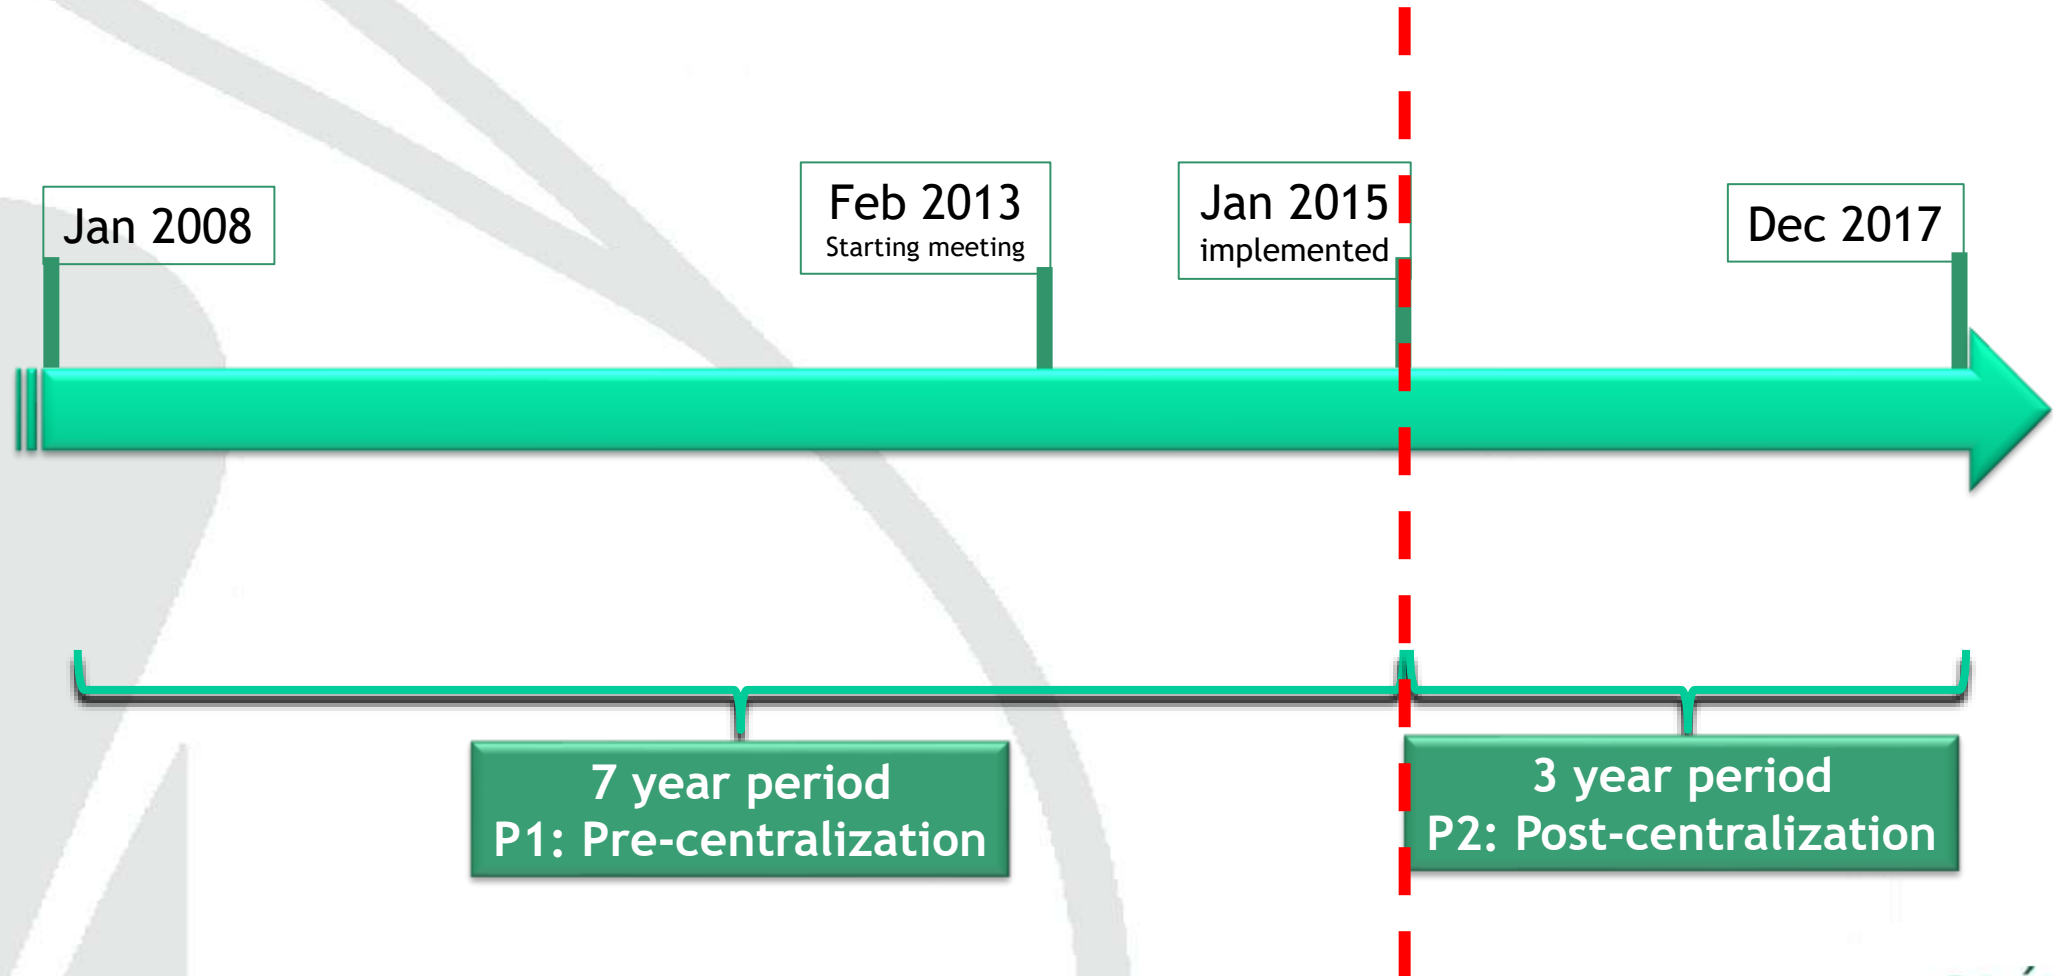 Jan 2008
Feb 2013
Starting meeting
Jan 2015
implemented
Dec 2017
7 year period
P1: Pre-centralization
3 year period
P2: Post-centralization